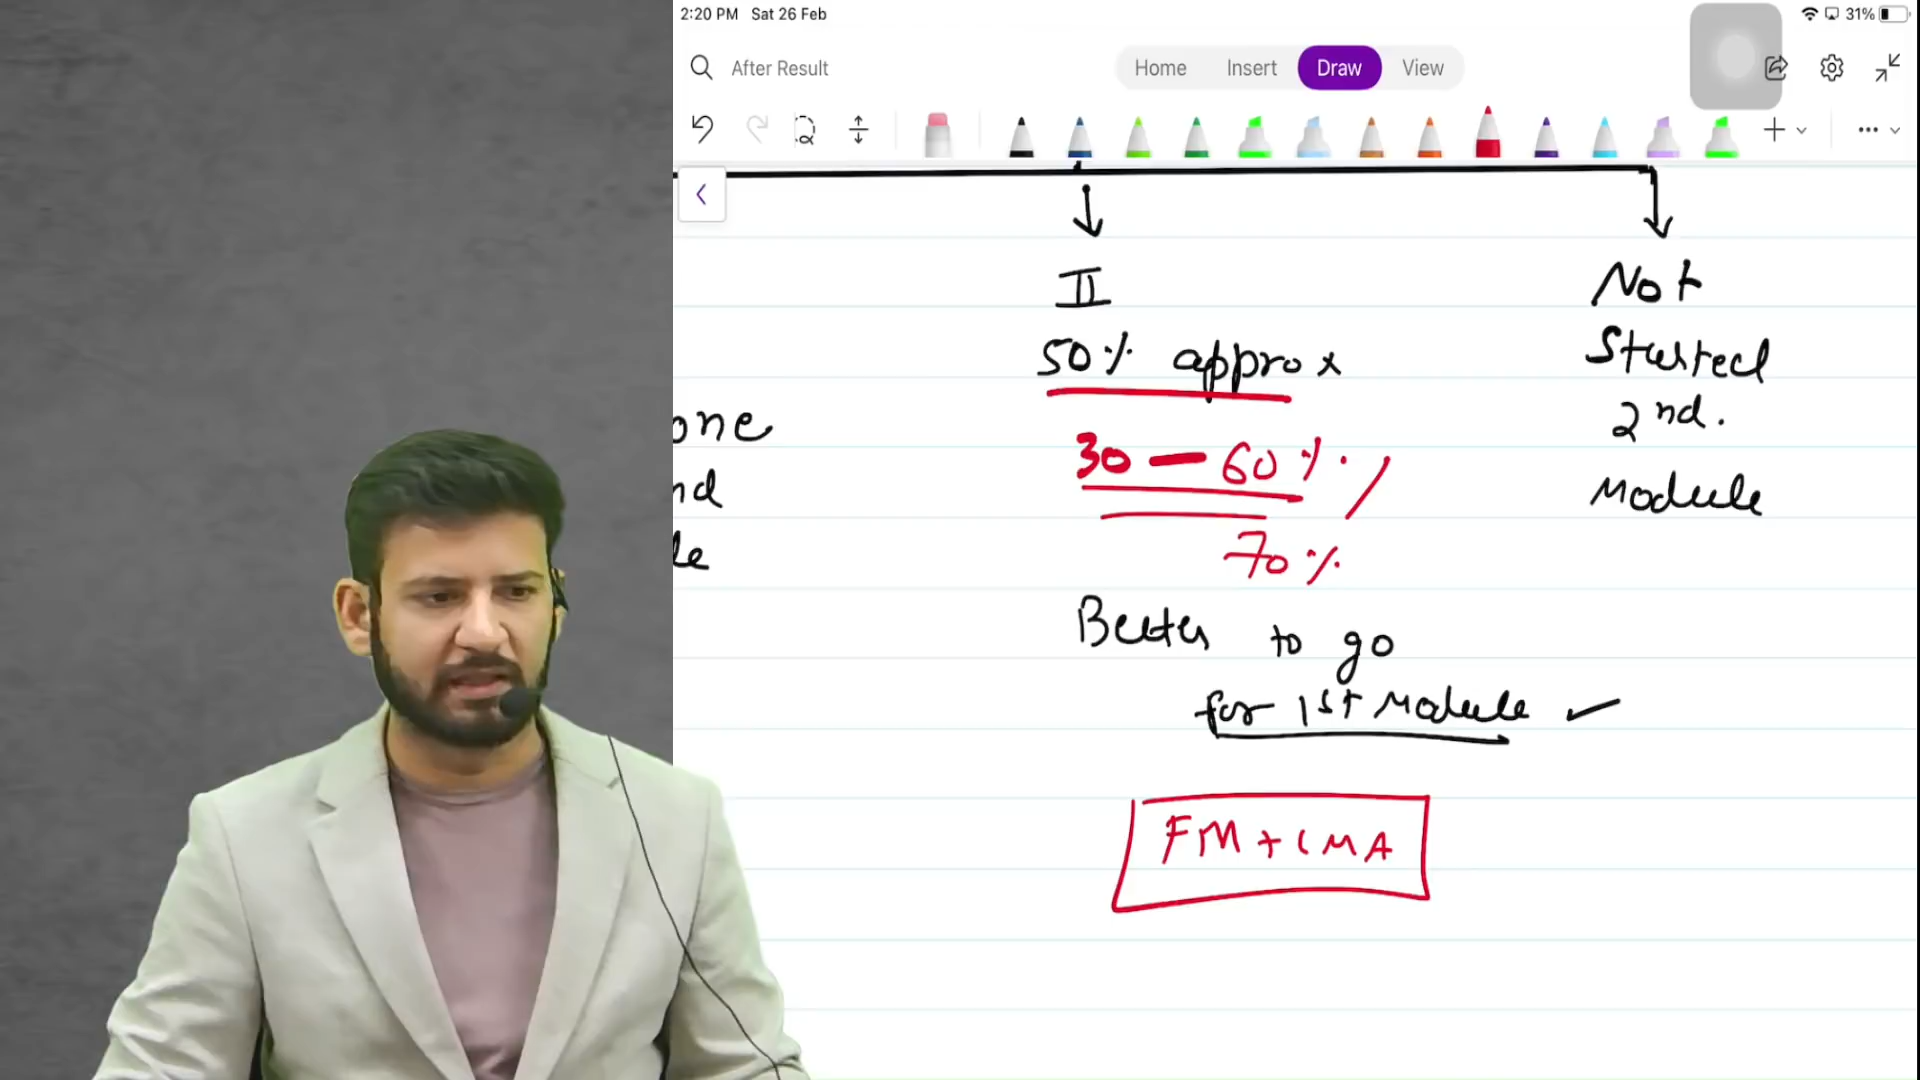 2:20 PM Sat 26 Feb 31%
After Result Home Insert Draw View
II
50% approx
30 - 60%
70%
Better to go
for 1st Module ✓
FM + CMA
Not
Started
2nd.
Module
one
nd
le